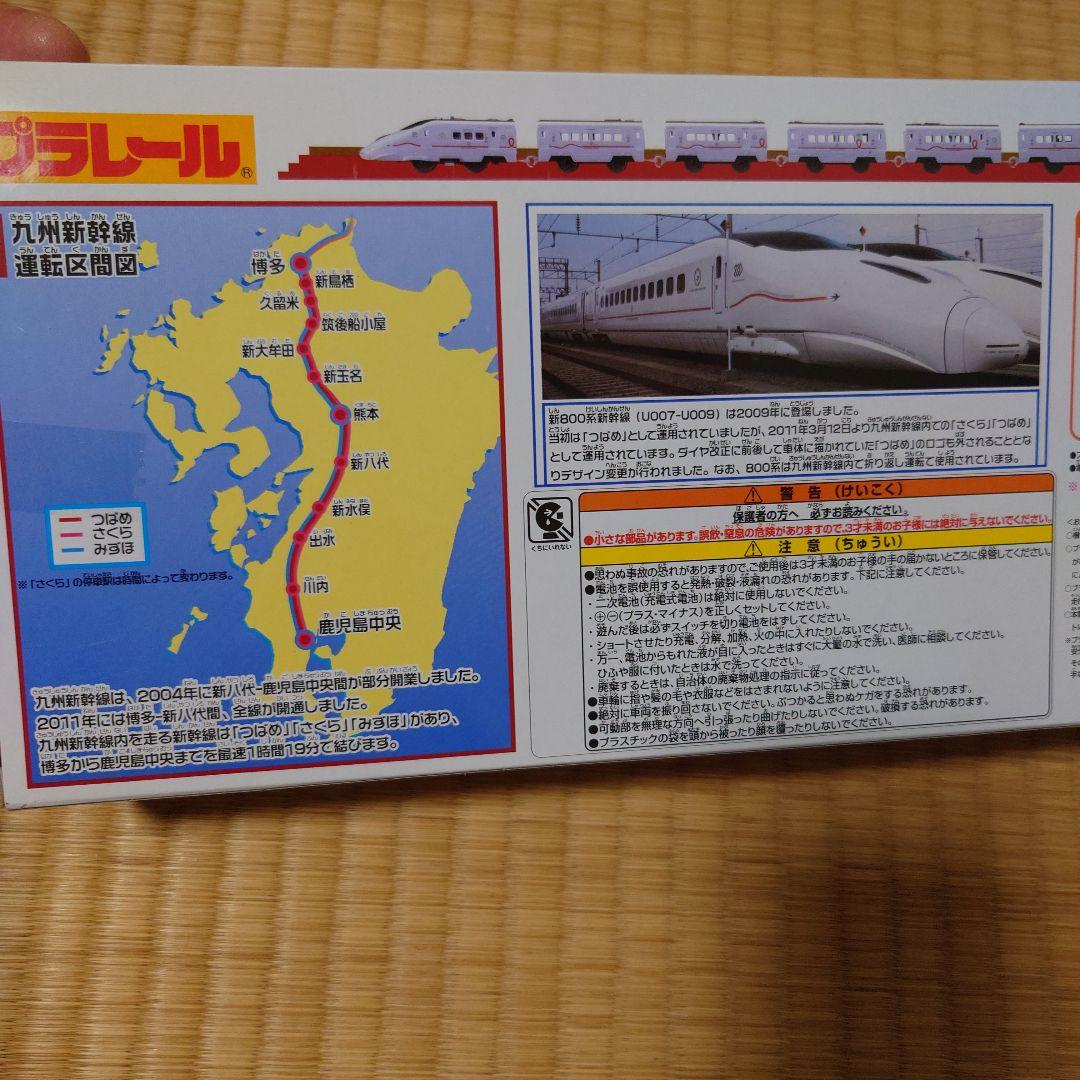 プラレール®
九州新幹線
運転区間図
博多
新鳥栖
久留米
筑後船小屋
新大牟田
新玉名
熊本
新八代
新水俣
出水
川内
鹿児島中央
つばめ
さくら
みずほ
※「さくら」の停車駅は時間によって変わります。
九州新幹線は、2004年に新八代-鹿児島中央間が部分開業しました。
2011年には博多-新八代間、全線が開通しました。
九州新幹線内を走る新幹線は「つばめ」「さくら」「みずほ」があり、
博多から鹿児島中央までを最速1時間19分で結びます。
新800系新幹線(U007-U009)は2009年に登場しました。
当初は「つばめ」として運用されていましたが、2011年3月12日より九州新幹線内での「さくら」「つばめ」
として運用されています。ダイヤ改正に前後して車体に描かれていた「つばめ」のロゴも外されることとな
りデザイン変更が行われました。なお、800系は九州新幹線内で折り返し運転で使用されています。
くちにいれない
⚠ 警告(けいこく)
保護者の方へ 必ずお読みください。
●小さな部品があります。誤飲・窒息の危険がありますので、3才未満のお子様には絶対に与えないでください。
⚠ 注意(ちゅうい)
●思わぬ事故の恐れがありますので、ご使用後は3才未満のお子様の手の届かないところに保管してください。
●電池を誤使用すると発熱・破裂・液漏れの恐れがあります。下記に注意してください。
・二次電池(充電式電池)は絶対に使用しないでください。
・⊕⊖(プラス・マイナス)を正しくセットしてください。
・遊んだ後は必ずスイッチを切り電池をはずしてください。
・ショートさせたり充電、分解、加熱、火の中に入れたりしないでください。
・万一、電池からもれた液が目に入ったときはすぐに大量の水で洗い、医師に相談してください。
ひふや服に付いたときは水で洗ってください。
・廃棄するときは、自治体の廃棄物処理の指示に従ってください。
●車輪に指や髪の毛や衣服などをはさまれないように注意してください。
●絶対に車両を振り回さないでください。ぶつかると思わぬケガをする恐れがあります。
●可動部を無理な方向へ引っ張たり曲げたりしないでください。破損する恐れがあります。
●プラスチックの袋を頭から被ったり顔を覆ったりしないでください。